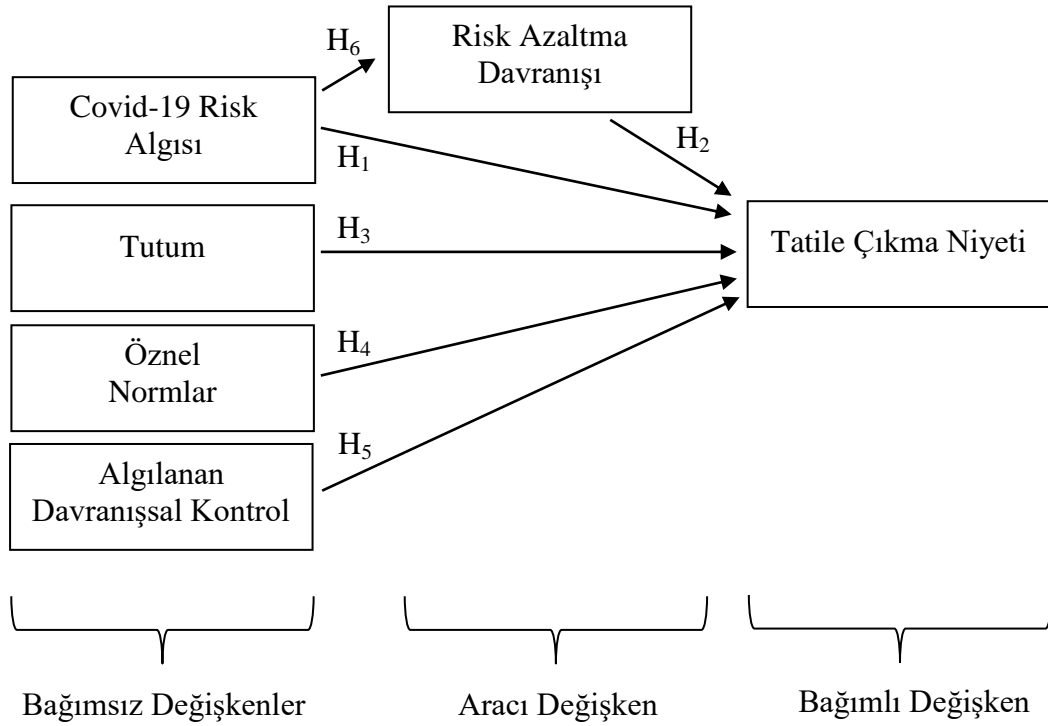 Risk Azaltma
Davranışı
H6
Covid-19 Risk
Algısı
H2
H1
Tutum
H3
Tatile Çıkma Niyeti
Öznel
Normlar
H4
Algılanan
Davranışsal Kontrol
H5
Bağımsız Değişkenler
Aracı Değişken
Bağımlı Değişken